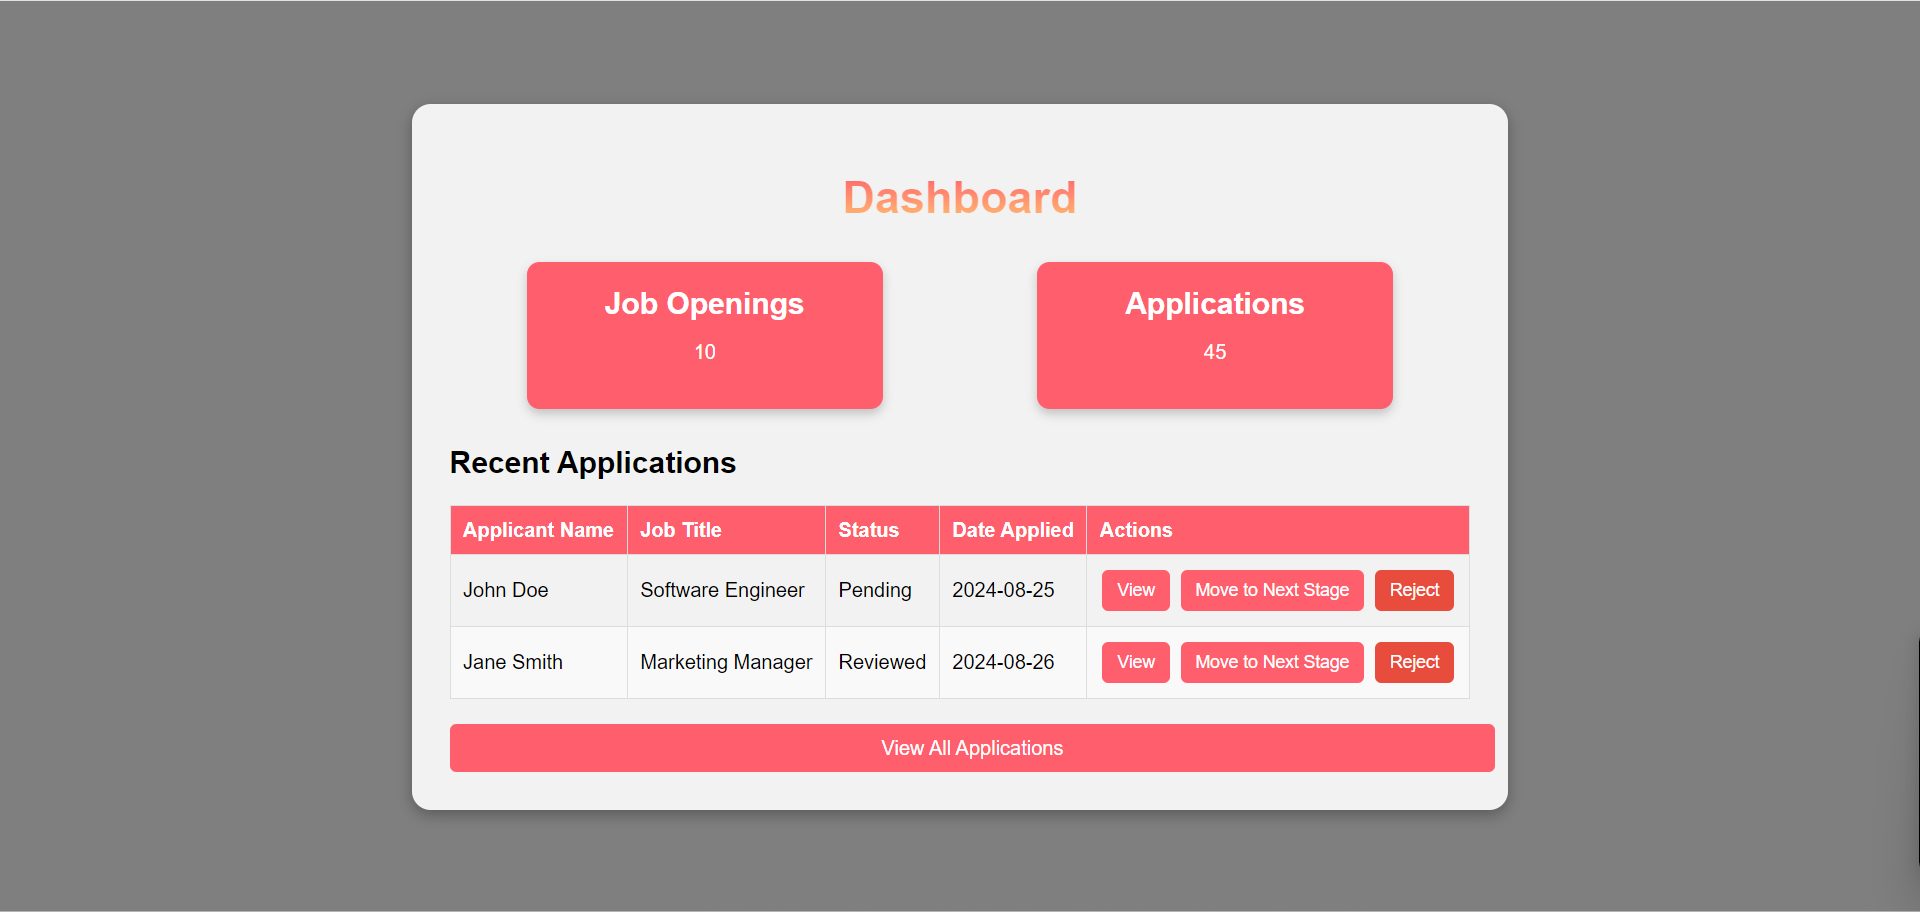 Dashboard
Job Openings
10
Applications
45
Recent Applications
Applicant Name Job Title Status Date Applied Actions
John Doe Software Engineer Pending 2024-08-25 View Move to Next Stage Reject
Jane Smith Marketing Manager Reviewed 2024-08-26 View Move to Next Stage Reject
View All Applications